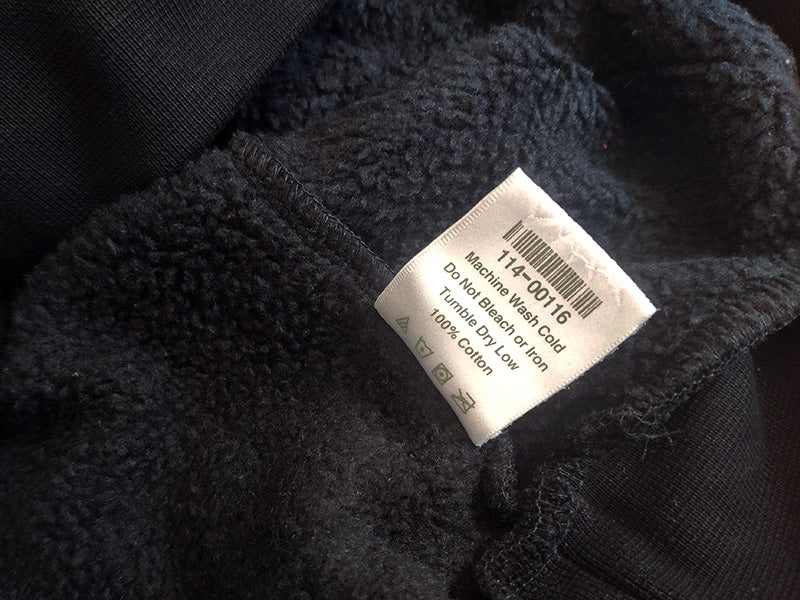 114-00116
Machine Wash Cold
Do Not Bleach or Iron
Tumble Dry Low
100% Cotton